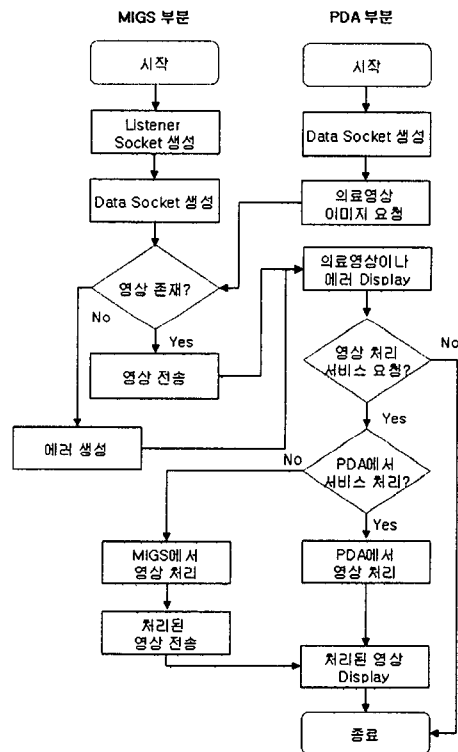 MIGS 부분
PDA 부분
시작
시작
Listener
Socket 생성
Data Socket 생성
Data Socket 생성
의료영상
이미지 요청
영상 존재?
의료영상이나
에러 Display
No
Yes
영상 전송
영상 처리
서비스 요청?
No
Yes
에러 생성
No
PDA에서
서비스 처리?
Yes
MIGS에서
영상 처리
PDA에서
영상 처리
처리된
영상 전송
처리된 영상
Display
종료